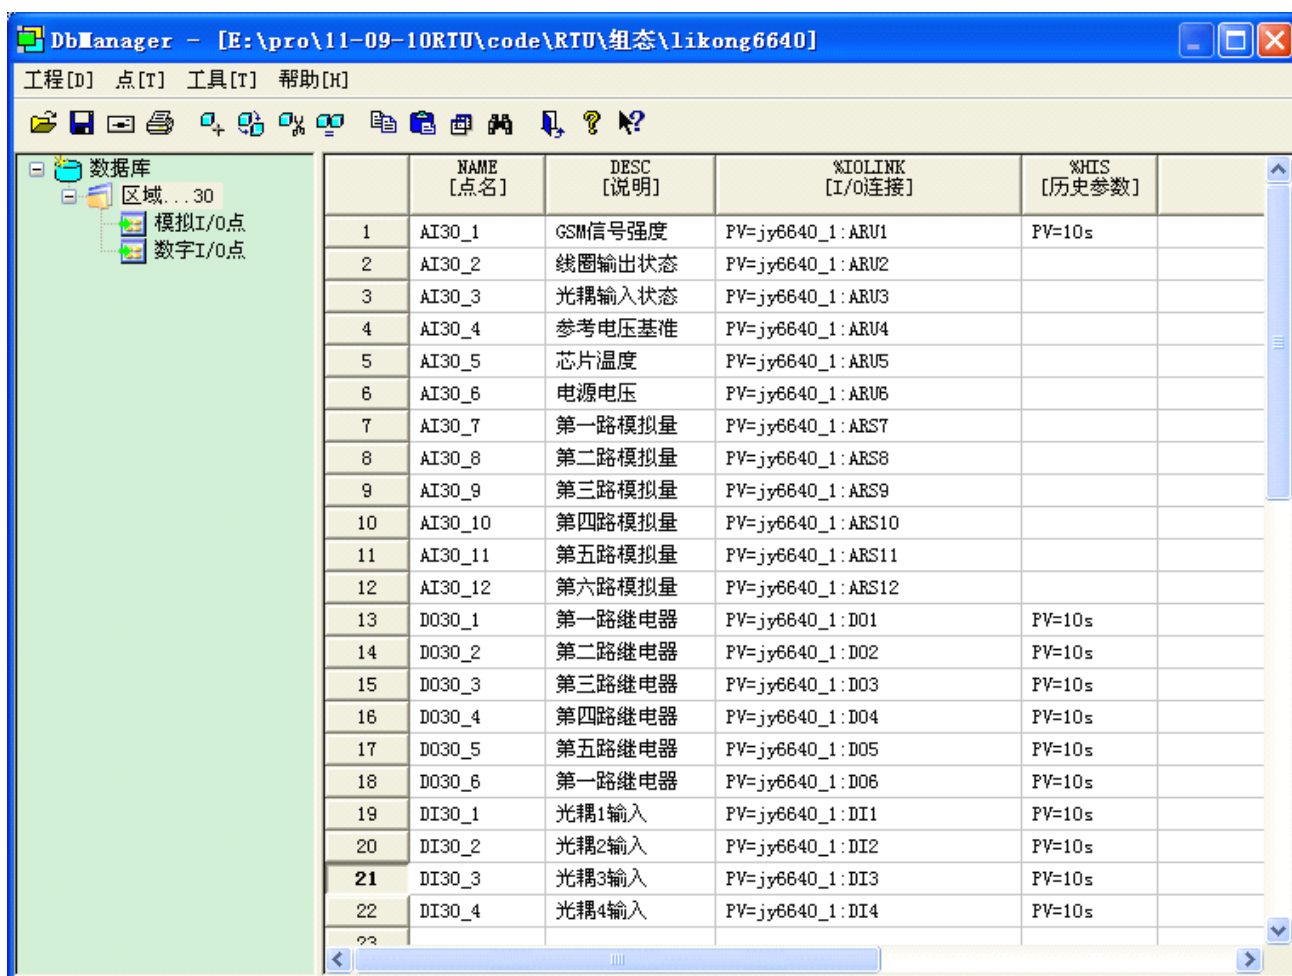 DbManager - [E:\pro\11-09-10RTU\code\RTU\组态\likong6640]
工程[D] 点[T] 工具[T] 帮助[H]
数据库
区域...30
模拟I/O点
数字I/O点
NAME DESC %IOLINK %HIS
[点名] [说明] [I/O连接] [历史参数]
1 AI30_1 GSM信号强度 PV=jy6640_1:ARU1 PV=10s
2 AI30_2 线圈输出状态 PV=jy6640_1:ARU2
3 AI30_3 光耦输入状态 PV=jy6640_1:ARU3
4 AI30_4 参考电压基准 PV=jy6640_1:ARU4
5 AI30_5 芯片温度 PV=jy6640_1:ARU5
6 AI30_6 电源电压 PV=jy6640_1:ARU6
7 AI30_7 第一路模拟量 PV=jy6640_1:ARS7
8 AI30_8 第二路模拟量 PV=jy6640_1:ARS8
9 AI30_9 第三路模拟量 PV=jy6640_1:ARS9
10 AI30_10 第四路模拟量 PV=jy6640_1:ARS10
11 AI30_11 第五路模拟量 PV=jy6640_1:ARS11
12 AI30_12 第六路模拟量 PV=jy6640_1:ARS12
13 DO30_1 第一路继电器 PV=jy6640_1:DO1 PV=10s
14 DO30_2 第二路继电器 PV=jy6640_1:DO2 PV=10s
15 DO30_3 第三路继电器 PV=jy6640_1:DO3 PV=10s
16 DO30_4 第四路继电器 PV=jy6640_1:DO4 PV=10s
17 DO30_5 第五路继电器 PV=jy6640_1:DO5 PV=10s
18 DO30_6 第一路继电器 PV=jy6640_1:DO6 PV=10s
19 DI30_1 光耦1输入 PV=jy6640_1:DI1 PV=10s
20 DI30_2 光耦2输入 PV=jy6640_1:DI2 PV=10s
21 DI30_3 光耦3输入 PV=jy6640_1:DI3 PV=10s
22 DI30_4 光耦4输入 PV=jy6640_1:DI4 PV=10s
23